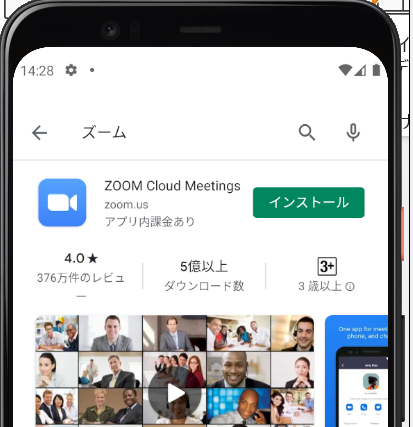 14:28
ズーム
ZOOM Cloud Meetings
zoom.us
アプリ内課金あり
インストール
4.0★
376万件のレビュ
ー
5億以上
ダウンロード数
3+
3 歳以上
One app for meet
phone, and ch